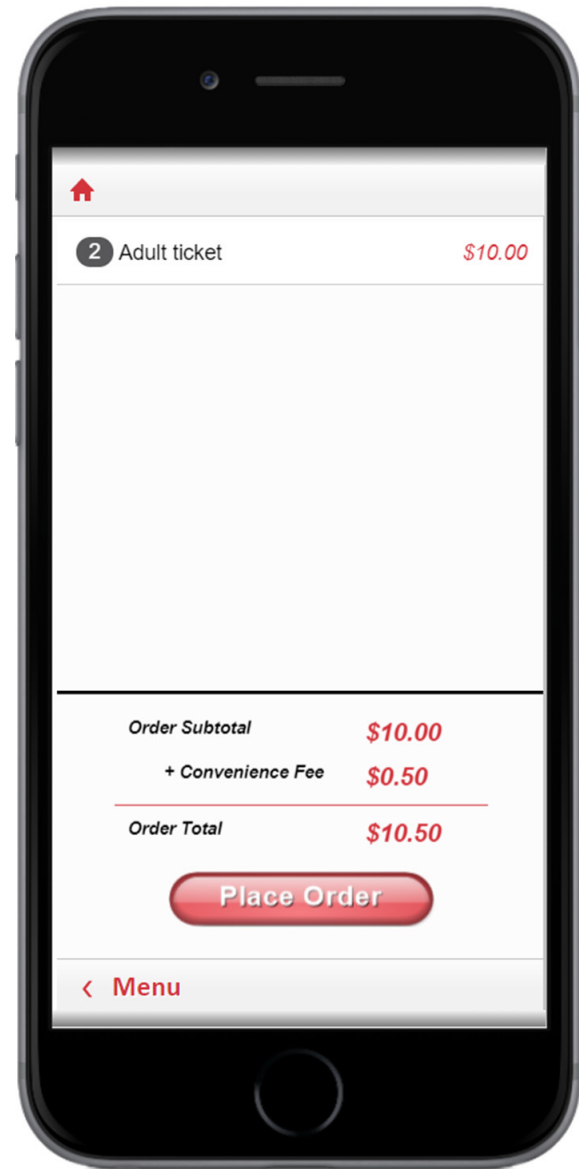 2 Adult ticket $10.00
Order Subtotal $10.00
+ Convenience Fee $0.50
Order Total $10.50
Place Order
< Menu